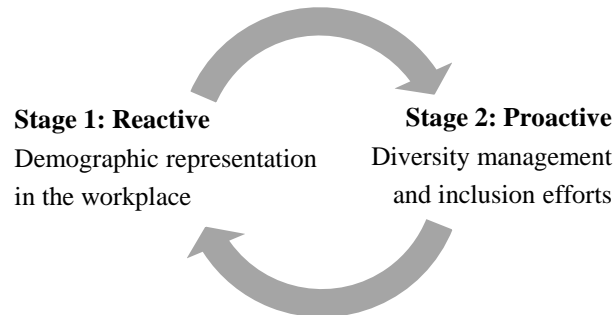 Stage 1: Reactive
Demographic representation
in the workplace
Stage 2: Proactive
Diversity management
and inclusion efforts